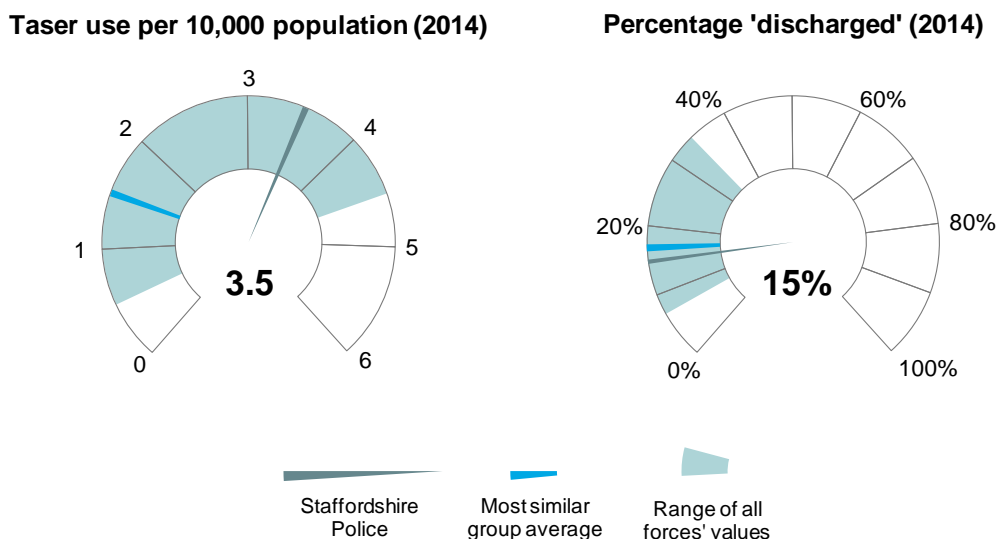 Taser use per 10,000 population (2014)
0
1
2
3
4
5
6
3.5
Percentage 'discharged' (2014)
0%
20%
40%
60%
80%
100%
15%
Staffordshire
Police
Most similar
group average
Range of all
forces' values